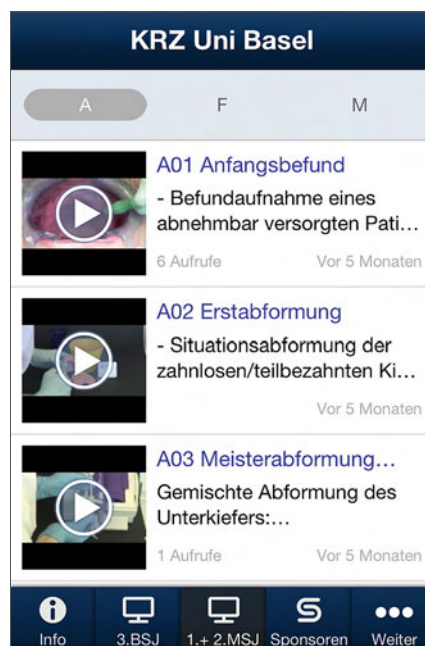 KRZ Uni Basel
A F M
A01 Anfangsbefund
- Befundaufnahme eines
abnehmbar versorgten Pati...
6 Aufrufe Vor 5 Monaten
A02 Erstabformung
- Situationsabformung der
zahnlosen/teilbezahnten Ki...
Vor 5 Monaten
A03 Meisterabformung...
Gemischte Abformung des
Unterkiefers:...
1 Aufrufe Vor 5 Monaten
Info 3.BSJ 1.+ 2.MSJ Sponsoren Weiter